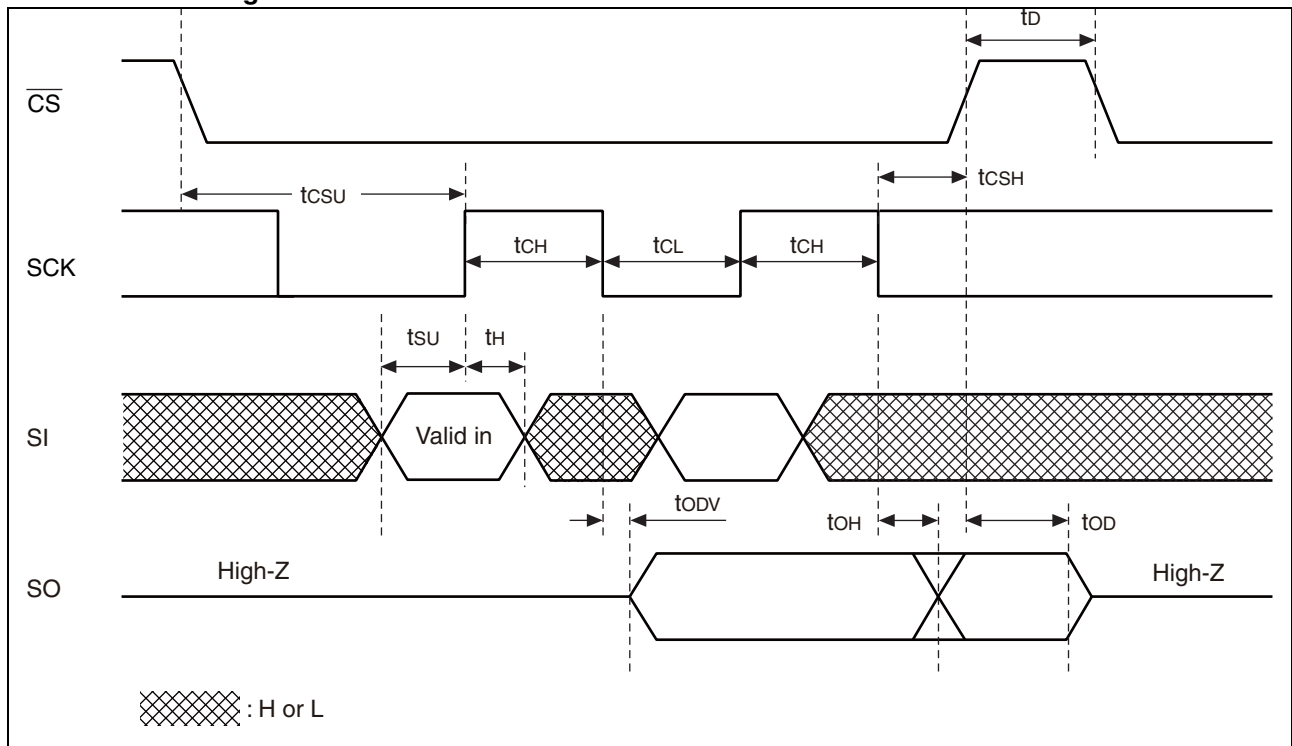 tD
CS
tCSH
tCSU
SCK
tCH
tCL
tCH
tSU
tH
SI
Valid in
tODV
tOH
tOD
SO
High-Z
High-Z
: H or L